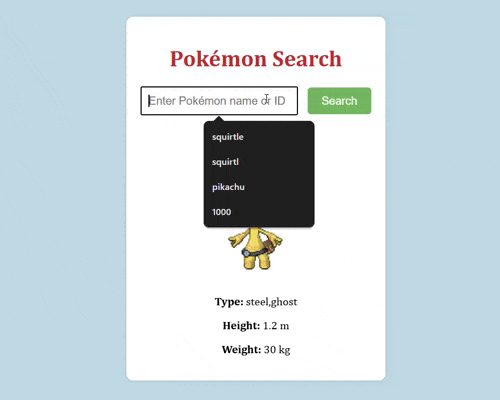 Pokémon Search
Enter Pokémon name or ID
Search
squirtle
squirtl
pikachu
1000
Type: steel,ghost
Height: 1.2 m
Weight: 30 kg